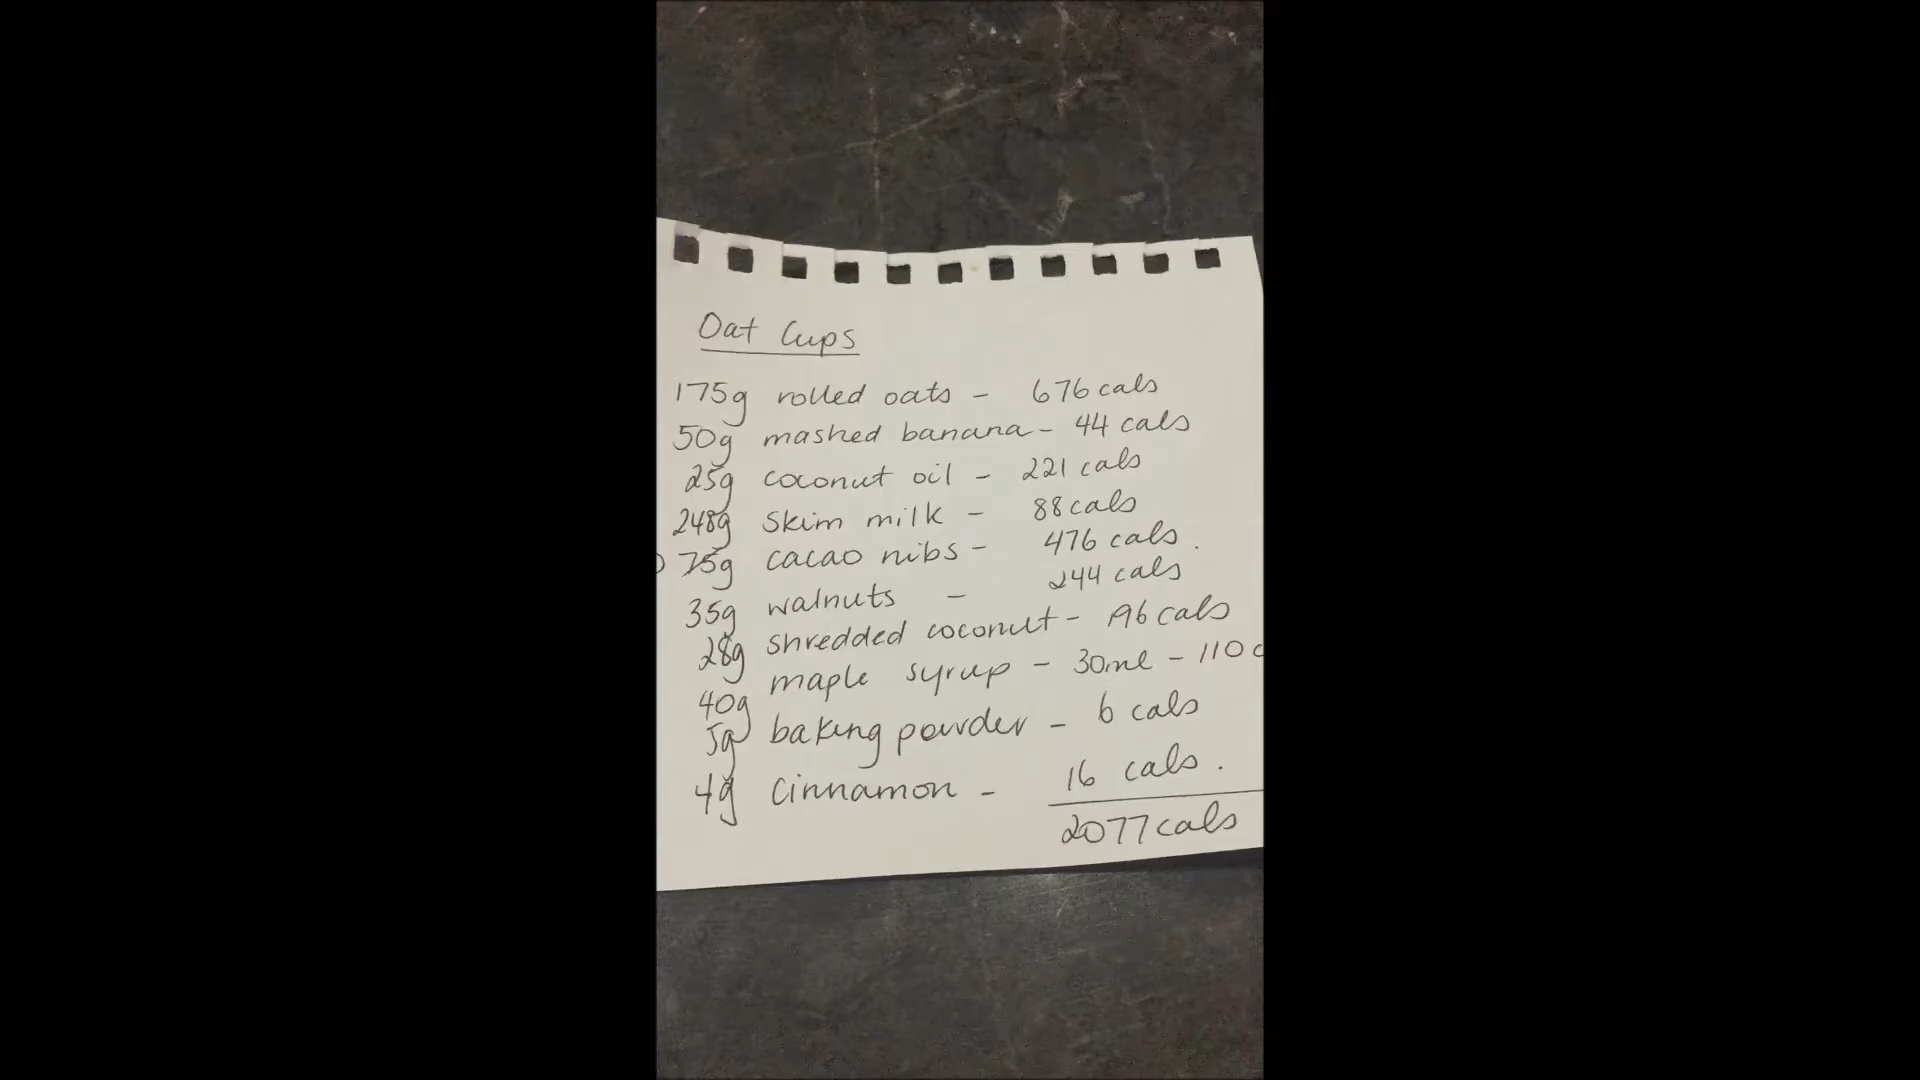 Oat Cups
175g rolled oats - 676 cals
50g mashed banana - 44 cals
25g coconut oil - 221 cals
248g skim milk - 88 cals
75g cacao nibs - 476 cals.
35g walnuts - 244 cals
28g shredded coconut - 196 cals
40g maple syrup - 30ml - 110 c
5g baking powder - 6 cals
4g cinnamon - 16 cals.
2077 cals